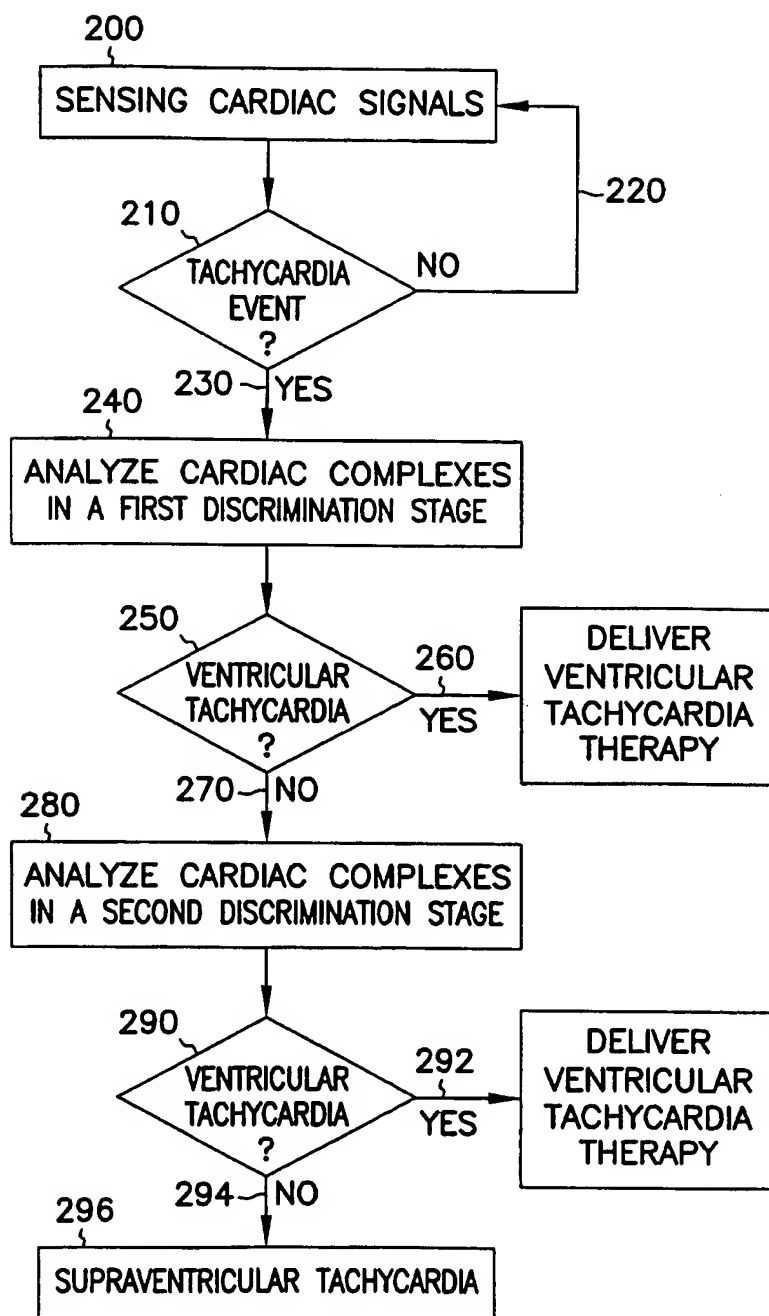 200
SENSING CARDIAC SIGNALS
220
210
TACHYCARDIA
EVENT
?
NO
230
YES
240
ANALYZE CARDIAC COMPLEXES
IN A FIRST DISCRIMINATION STAGE
250
VENTRICULAR
TACHYCARDIA
?
260
YES
DELIVER
VENTRICULAR
TACHYCARDIA
THERAPY
270
NO
280
ANALYZE CARDIAC COMPLEXES
IN A SECOND DISCRIMINATION STAGE
290
VENTRICULAR
TACHYCARDIA
?
292
YES
DELIVER
VENTRICULAR
TACHYCARDIA
THERAPY
294
NO
296
SUPRAVENTRICULAR TACHYCARDIA